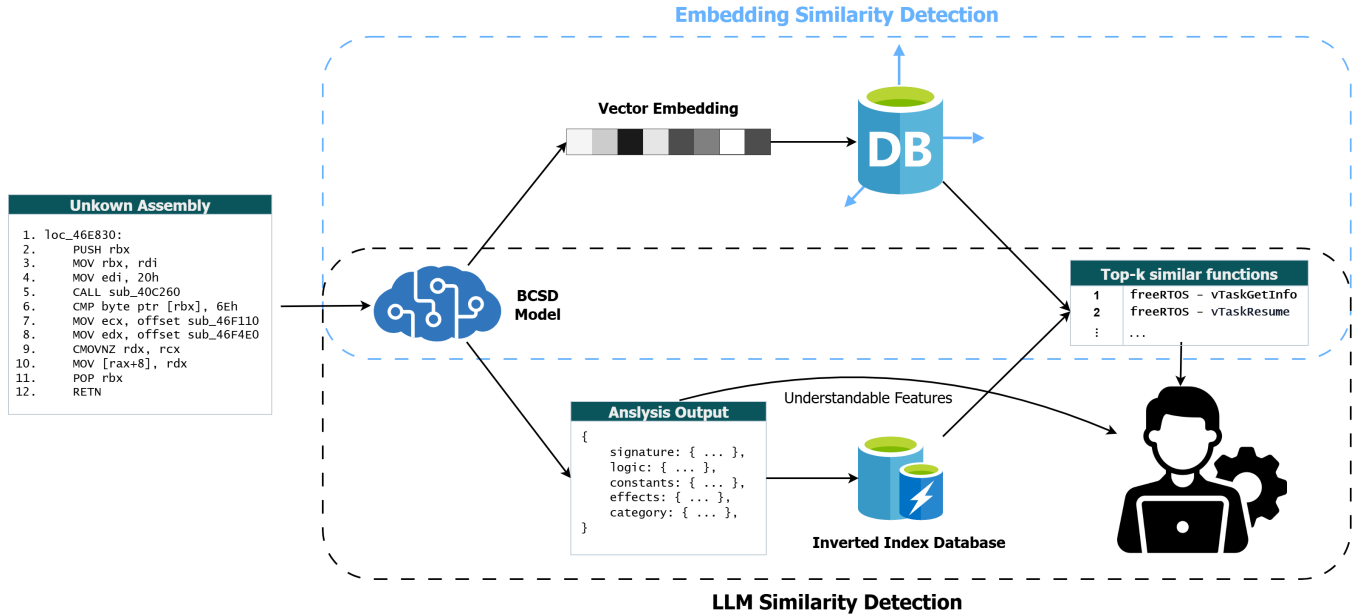 Embedding Similarity Detection
Vector Embedding
DB
Unkown Assembly
1. loc_46E830:
2. PUSH rbx
3. MOV rbx, rdi
4. MOV edi, 20h
5. CALL sub_40C260
6. CMP byte ptr [rbx], 6Eh
7. MOV ecx, offset sub_46F110
8. MOV edx, offset sub_46F4E0
9. CMOVNZ rdx, rcx
10. MOV [rax+8], rdx
11. POP rbx
12. RETN
BCSD
Model
Top-k similar functions
1 freeRTOS - vTaskGetInfo
2 freeRTOS - vTaskResume
⋮ ...
Understandable Features
Anslysis Output
{
signature: { ... },
logic: { ... },
constants: { ... },
effects: { ... },
category: { ... },
}
Inverted Index Database
LLM Similarity Detection